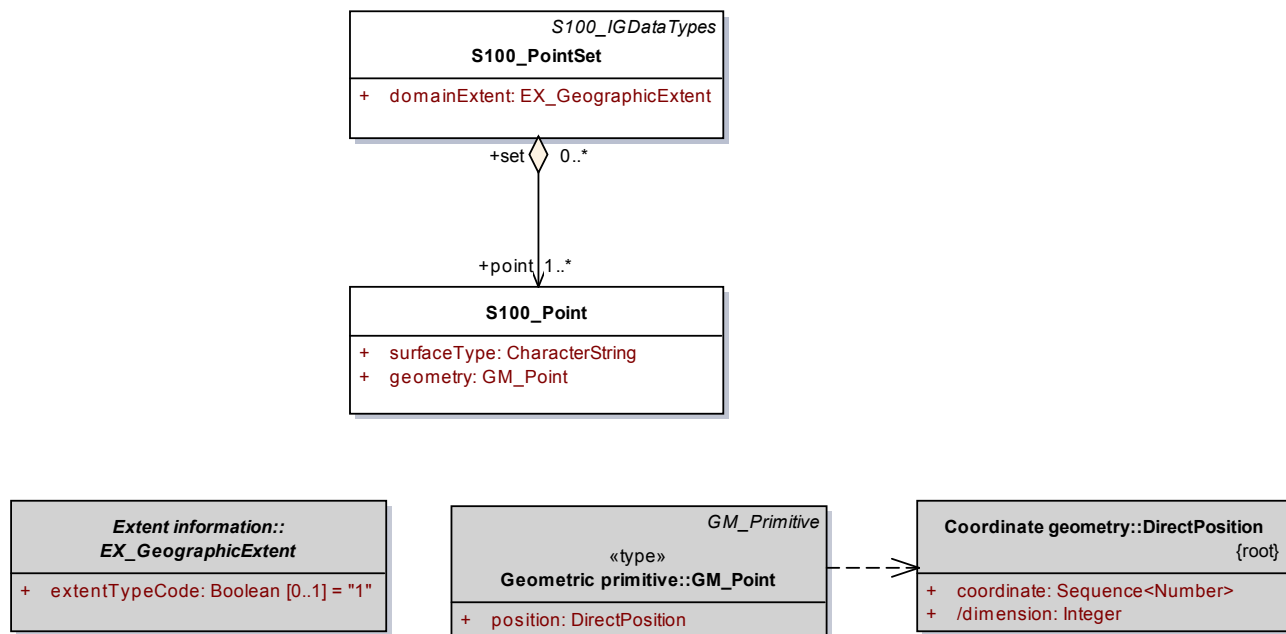 S100_IGDataTypes
S100_PointSet
+ domainExtent: EX_GeographicExtent
+set 0..*
+point 1..*
S100_Point
+ surfaceType: CharacterString
+ geometry: GM_Point
Extent information::
EX_GeographicExtent
+ extentTypeCode: Boolean [0..1] = "1"
GM_Primitive
«type»
Geometric primitive::GM_Point
+ position: DirectPosition
Coordinate geometry::DirectPosition
{root}
+ coordinate: Sequence<Number>
+ /dimension: Integer